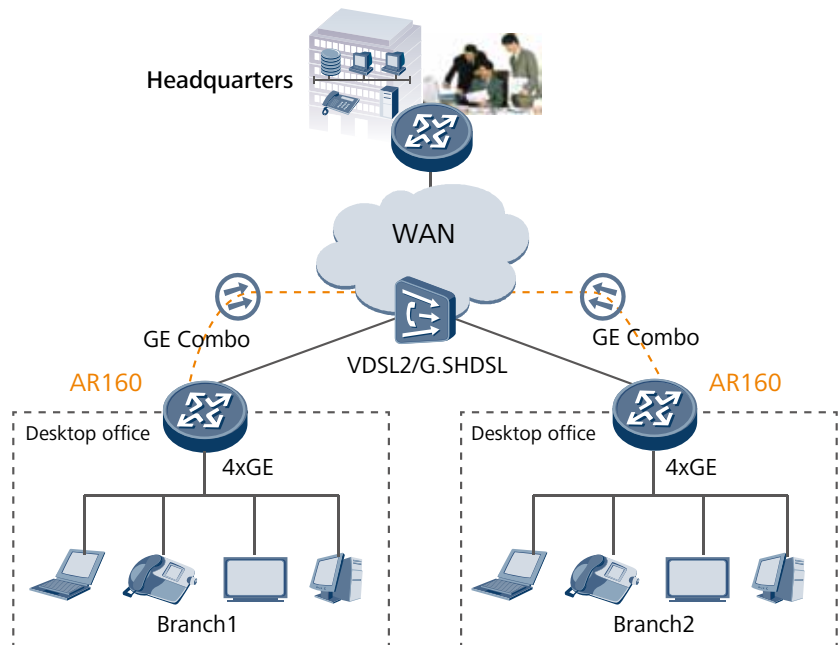 Headquarters
WAN
GE Combo
GE Combo
VDSL2/G.SHDSL
AR160
AR160
Desktop office
Desktop office
4xGE
4xGE
Branch1
Branch2